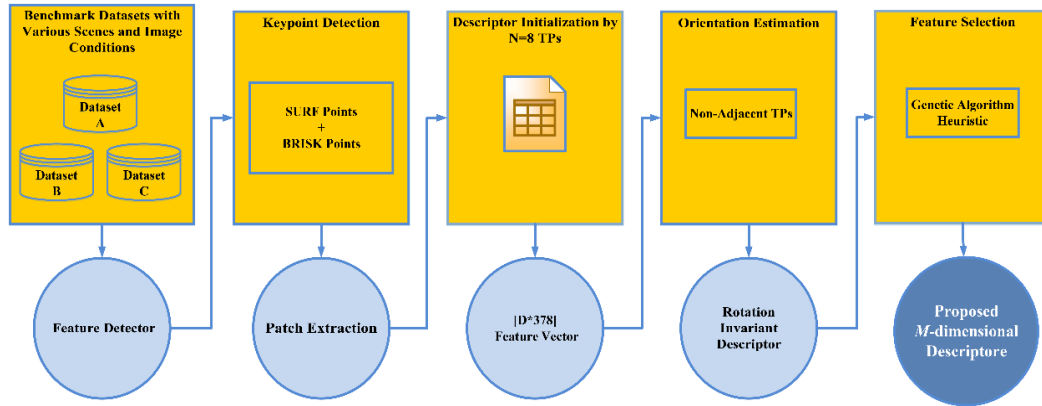 Benchmark Datasets with
Various Scenes and Image
Conditions
Dataset
A
Dataset
B
Dataset
C
Feature Detector
Keypoint Detection
SURF Points
+
BRISK Points
Patch Extraction
Descriptor Initialization by
N=8 TPs
|D*378|
Feature Vector
Orientation Estimation
Non-Adjacent TPs
Rotation
Invariant
Descriptor
Feature Selection
Genetic Algorithm
Heuristic
Proposed
M-dimensional
Descriptore